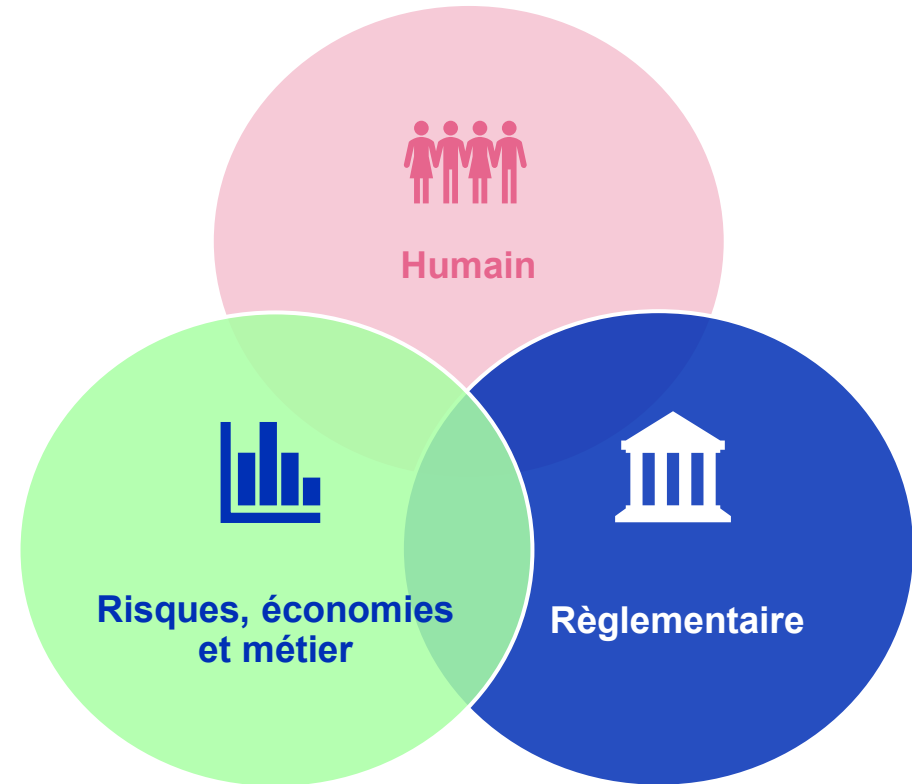 Humain
Risques, économies
et métier
Règlementaire